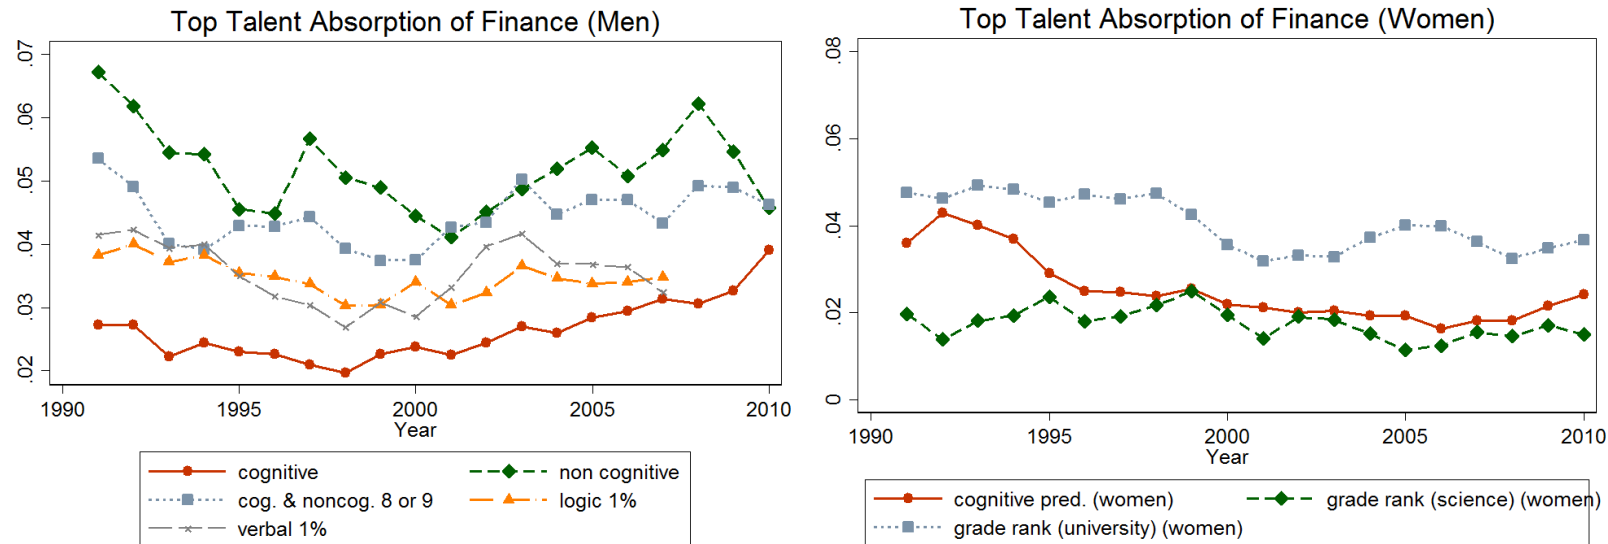 Top Talent Absorption of Finance (Men)
.07
.06
.05
.04
.03
.02
1990 1995 2000 2005 2010
Year
cognitive non cognitive
cog. & noncog. 8 or 9 logic 1%
verbal 1%
Top Talent Absorption of Finance (Women)
.08
.06
.04
.02
0
1990 1995 2000 2005 2010
Year
cognitive pred. (women) grade rank (science) (women)
grade rank (university) (women)